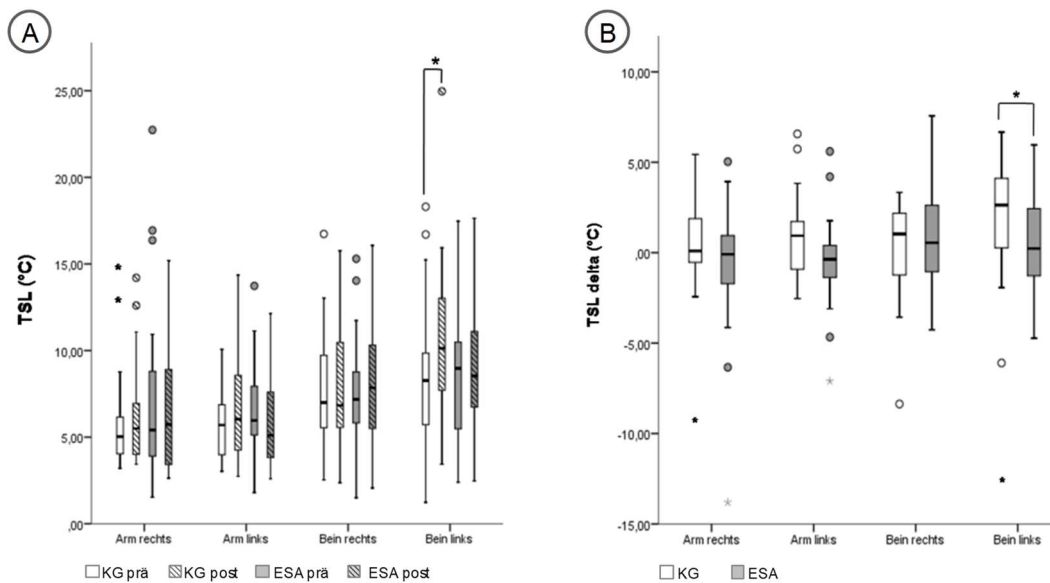 A
TSL (°C)
25,00
20,00
15,00
10,00
5,00
,00
*
*
*
Arm rechts Arm links Bein rechts Bein links
KG prä KG post ESA prä ESA post
B
TSL delta (°C)
10,00
5,00
,00
-5,00
-10,00
-15,00
*
*
*
*
*
Arm rechts Arm links Bein rechts Bein links
KG ESA